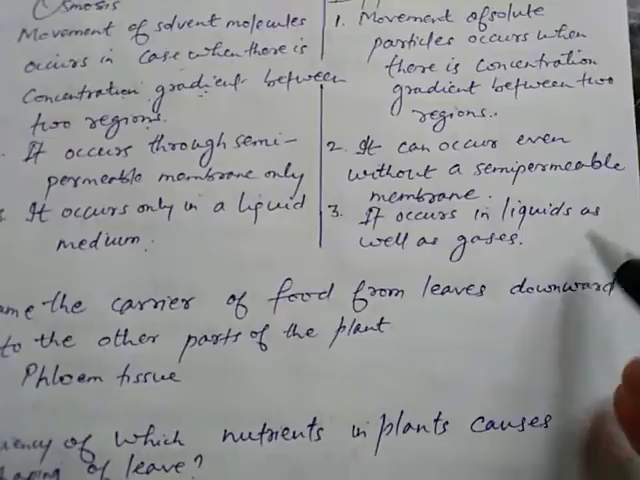 Osmosis
Movement of solvent molecules
occurs in case when there is
Concentration gradient between
two regions.
It occurs through semi-
permeable membrane only
It occurs only in a liquid
medium.
1. Movement of solute
particles occurs when
there is concentration
gradient between two
regions..
2. It can occur even
without a semipermeable
membrane.
3. It occurs in liquids as
well as gases.
the carrier of food from leaves downward
to the other parts of the plant
Phloem tissue
of which nutrients in plants causes
of leave?